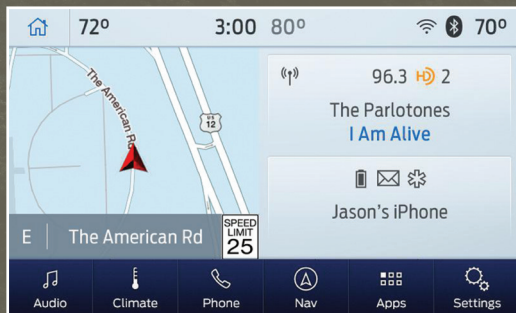 72° 3:00 80° 70°
The American Rd
US
12
96.3 HD 2
The Parlotones
I Am Alive
Jason's iPhone
E The American Rd
SPEED
LIMIT
25
Audio Climate Phone Nav Apps Settings